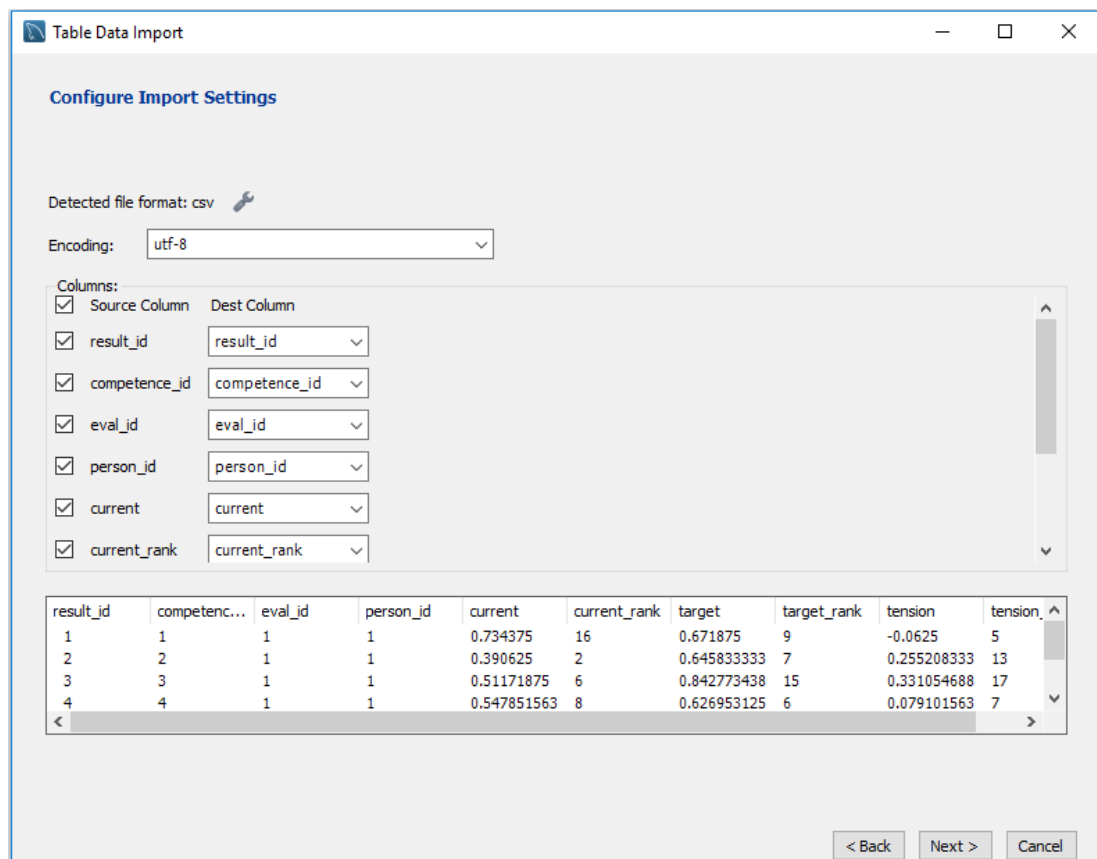 Table Data Import
Configure Import Settings
Detected file format: csv
Encoding: utf-8
Columns:
Source Column Dest Column
result_id result_id
competence_id competence_id
eval_id eval_id
person_id person_id
current current
current_rank current_rank
result_id competenc... eval_id person_id current current_rank target target_rank tension tension_
1 1 1 1 0.734375 16 0.671875 9 -0.0625 5
2 2 1 1 0.390625 2 0.645833333 7 0.255208333 13
3 3 1 1 0.51171875 6 0.842773438 15 0.331054688 17
4 4 1 1 0.547851563 8 0.626953125 6 0.079101563 7
< Back Next > Cancel